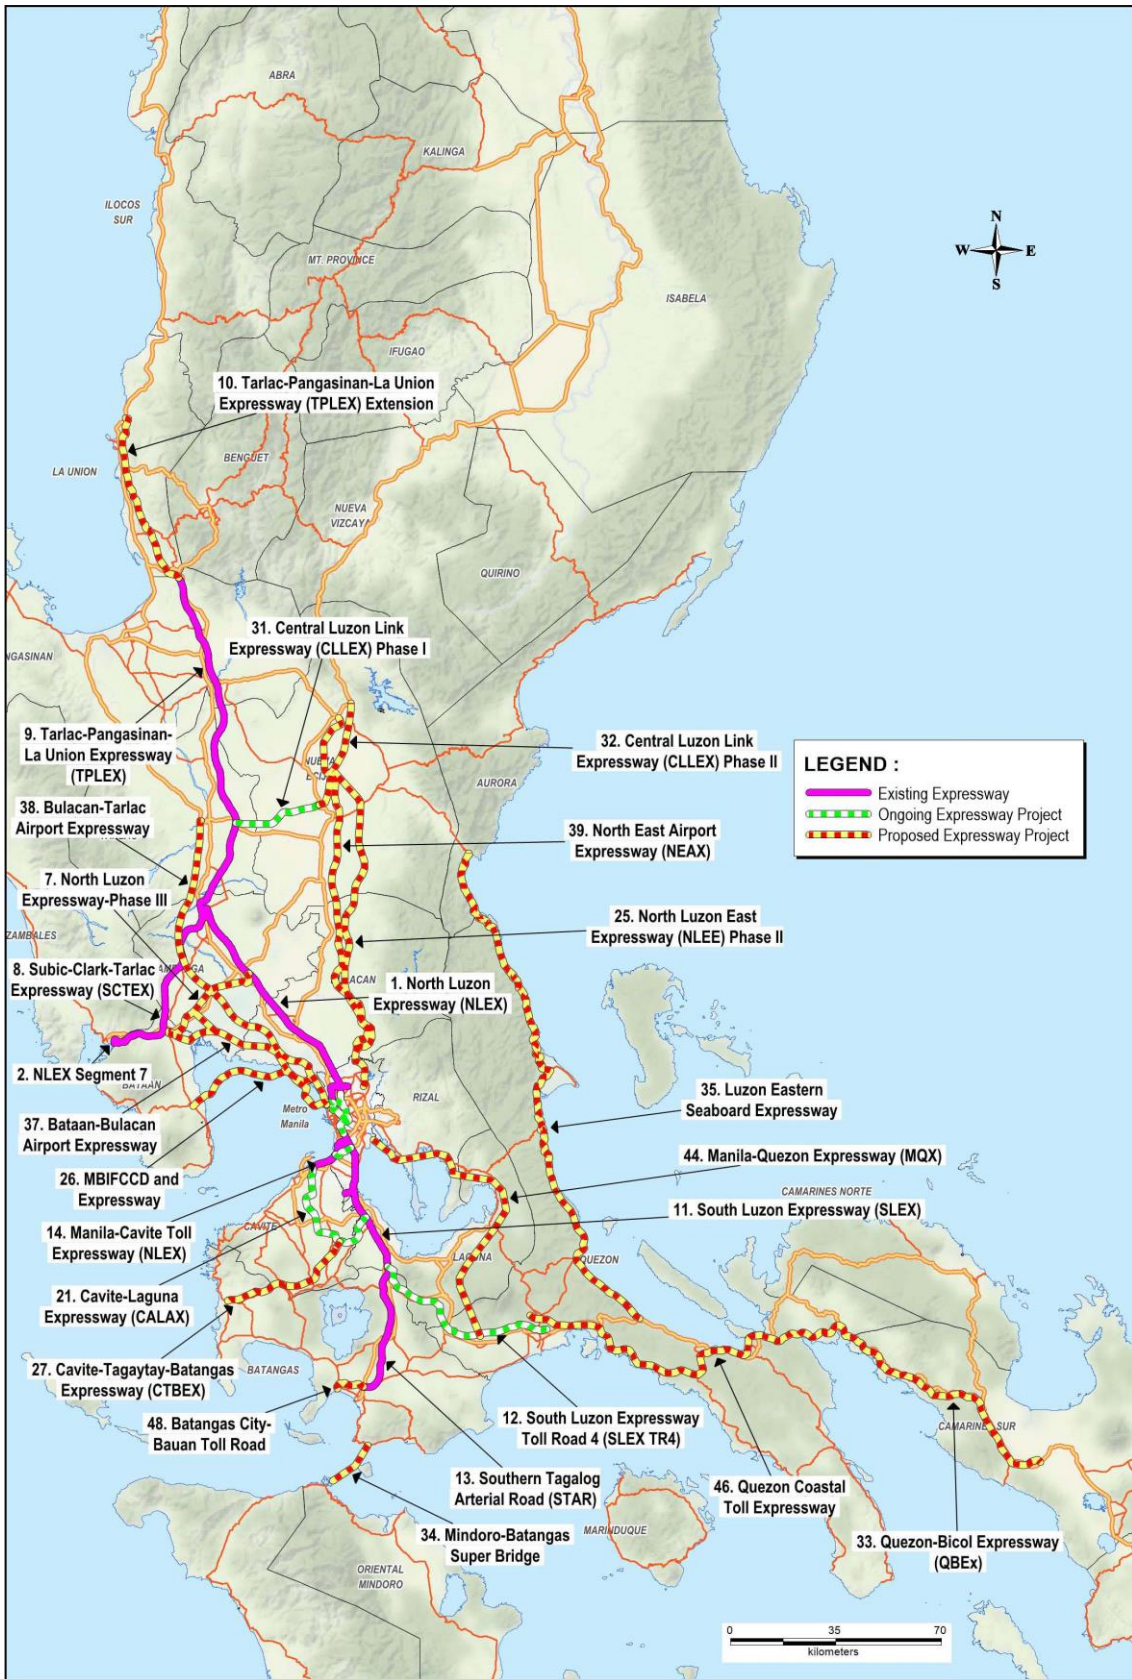 ABRA
KALINGA
ILOCOS
SUR
MT. PROVINCE
N
W
E
S
ISABELA
IFUGAO
10. Tarlac-Pangasinan-La Union
Expressway (TPLEX) Extension
LA UNION
BENGUET
NUEVA
VIZCAYA
QUIRINO
31. Central Luzon Link
Expressway (CLLEX) Phase I
NGASINAN
9. Tarlac-Pangasinan-
La Union Expressway
(TPLEX)
32. Central Luzon Link
Expressway (CLLEX) Phase II
AURORA
LEGEND :
Existing Expressway
Ongoing Expressway Project
Proposed Expressway Project
38. Bulacan-Tarlac
Airport Expressway
39. North East Airport
Expressway (NEAX)
7. North Luzon
Expressway-Phase III
25. North Luzon East
Expressway (NLEE) Phase II
ZAMBALES
8. Subic-Clark-Tarlac
Expressway (SCTEX)
ACAN
1. North Luzon
Expressway (NLEX)
2. NLEX Segment 7
BATAAN
RIZAL
Metro
Manila
35. Luzon Eastern
Seaboard Expressway
37. Bataan-Bulacan
Airport Expressway
44. Manila-Quezon Expressway (MQX)
26. MBIFCCD and
Expressway
CAMARINES NORTE
11. South Luzon Expressway (SLEX)
14. Manila-Cavite Toll
Expressway (NLEX)
CAVITE
LAGUNA
QUEZON
21. Cavite-Laguna
Expressway (CALAX)
27. Cavite-Tagaytay-Batangas
Expressway (CTBEX)
BATANGAS
48. Batangas City-
Bauan Toll Road
12. South Luzon Expressway
Toll Road 4 (SLEX TR4)
CAMARINES SUR
13. Southern Tagalog
Arterial Road (STAR)
46. Quezon Coastal
Toll Expressway
34. Mindoro-Batangas
Super Bridge
MARINDUQUE
33. Quezon-Bicol Expressway
(QBEx)
ORIENTAL
MINDORO
0 35 70
kilometers